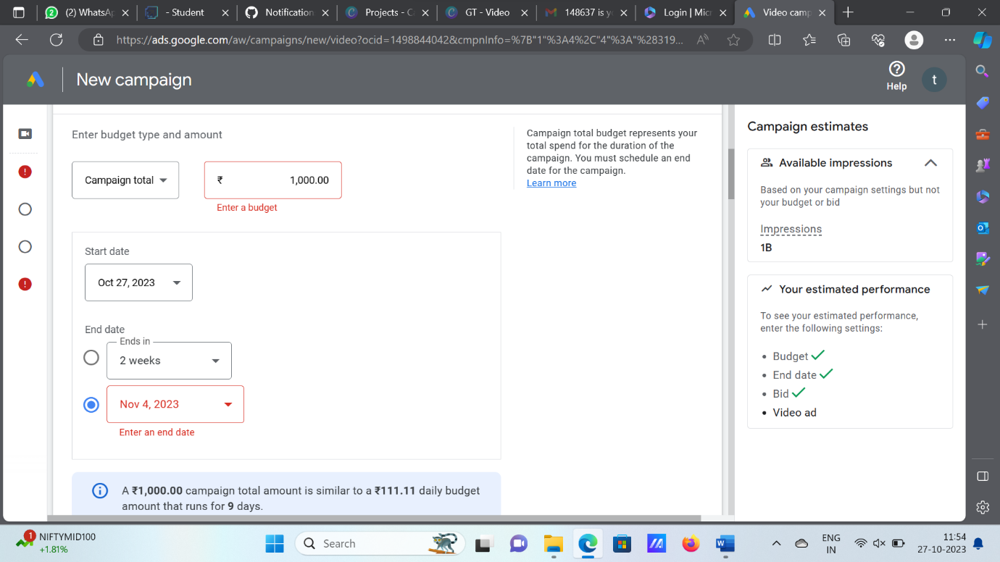 (2) WhatsA
- Student
Notification
Projects - C
GT - Video
148637 is y
Login | Micr
Video camp
https://ads.google.com/aw/campaigns/new/video?ocid=1498844042&cmpnInfo=%7B"1"%3A4%2C"4"%3A"%28319...
New campaign
Help
t
Enter budget type and amount
Campaign total
₹ 1,000.00
Enter a budget
Campaign total budget represents your
total spend for the duration of the
campaign. You must schedule an end
date for the campaign.
Learn more
Start date
Oct 27, 2023
End date
Ends in
2 weeks
Nov 4, 2023
Enter an end date
A ₹1,000.00 campaign total amount is similar to a ₹111.11 daily budget
amount that runs for 9 days.
Campaign estimates
Available impressions
Based on your campaign settings but not
your budget or bid
Impressions
1B
Your estimated performance
To see your estimated performance,
enter the following settings:
• Budget
• End date
• Bid
• Video ad
1
NIFTYMID100
+1.81%
Search
ENG
IN
11:54
27-10-2023